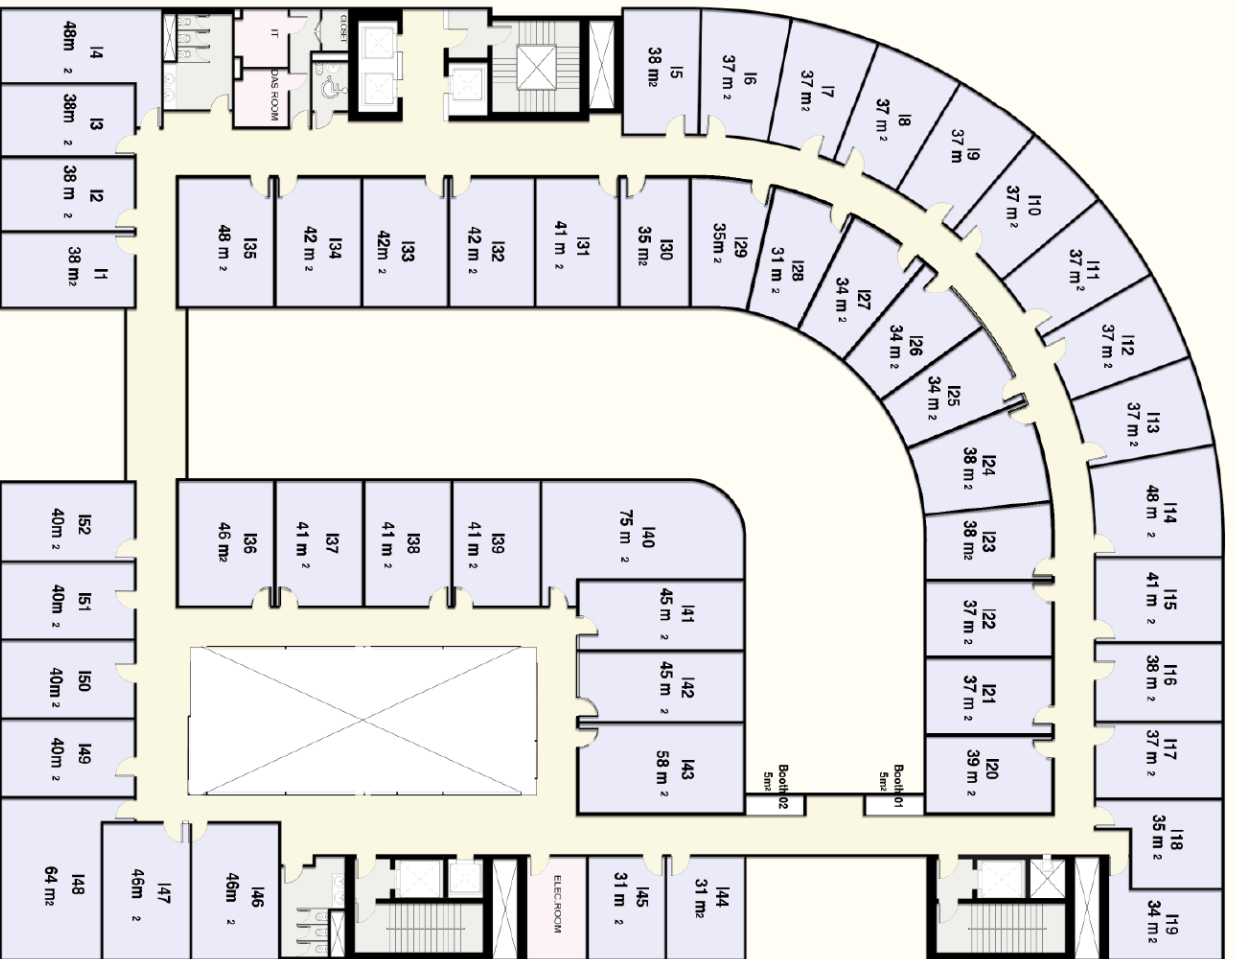 I4
48m 2
I3
38m 2
I2
38 m 2
I1
38 m2
IT
CLOSET
DAS ROOM
I5
38 m2
I6
37 m 2
I7
37 m 2
I8
37 m 2
I9
37 m
I10
37 m 2
I11
37 m 2
I12
37 m 2
I13
37 m 2
I14
48 m 2
I15
41 m 2
I16
38 m 2
I17
37 m 2
I18
35 m 2
I19
34 m 2
I35
48 m 2
I34
42 m 2
I33
42m 2
I32
42 m 2
I31
41 m 2
I30
35 m2
I29
35m 2
I28
31 m 2
I27
34 m 2
I26
34 m 2
I25
34 m 2
I24
38 m 2
I23
38 m2
I22
37 m 2
I21
37 m 2
I20
39 m 2
I52
40m 2
I51
40m 2
I50
40m 2
I49
40m 2
I48
64 m2
I36
46 m2
I37
41 m 2
I38
41 m 2
I39
41 m 2
I40
75 m 2
I41
45 m 2
I42
45 m 2
I43
58 m 2
Booth 02
5m2
Booth 01
5m2
I47
46m 2
I46
46m 2
ELEC.ROOM
I45
31 m 2
I44
31 m2